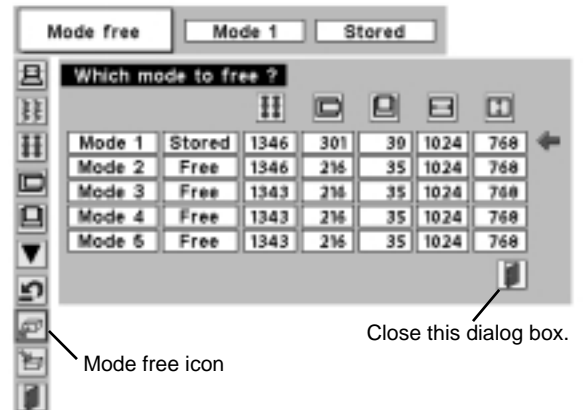 Mode free Mode 1 Stored
Which mode to free ?
Mode 1 Stored 1346 301 39 1024 768
Mode 2 Free 1346 216 35 1024 768
Mode 3 Free 1343 216 35 1024 768
Mode 4 Free 1343 216 35 1024 768
Mode 5 Free 1343 216 35 1024 768
Close this dialog box.
Mode free icon